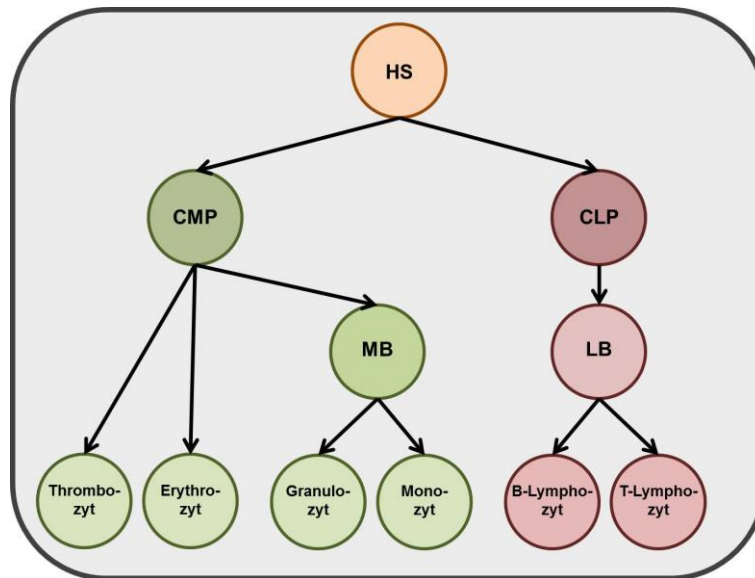 HS
CMP
CLP
MB
LB
Thrombo-
zyt
Erythro-
zyt
Granulo-
zyt
Mono-
zyt
B-Lympho-
zyt
T-Lympho-
zyt